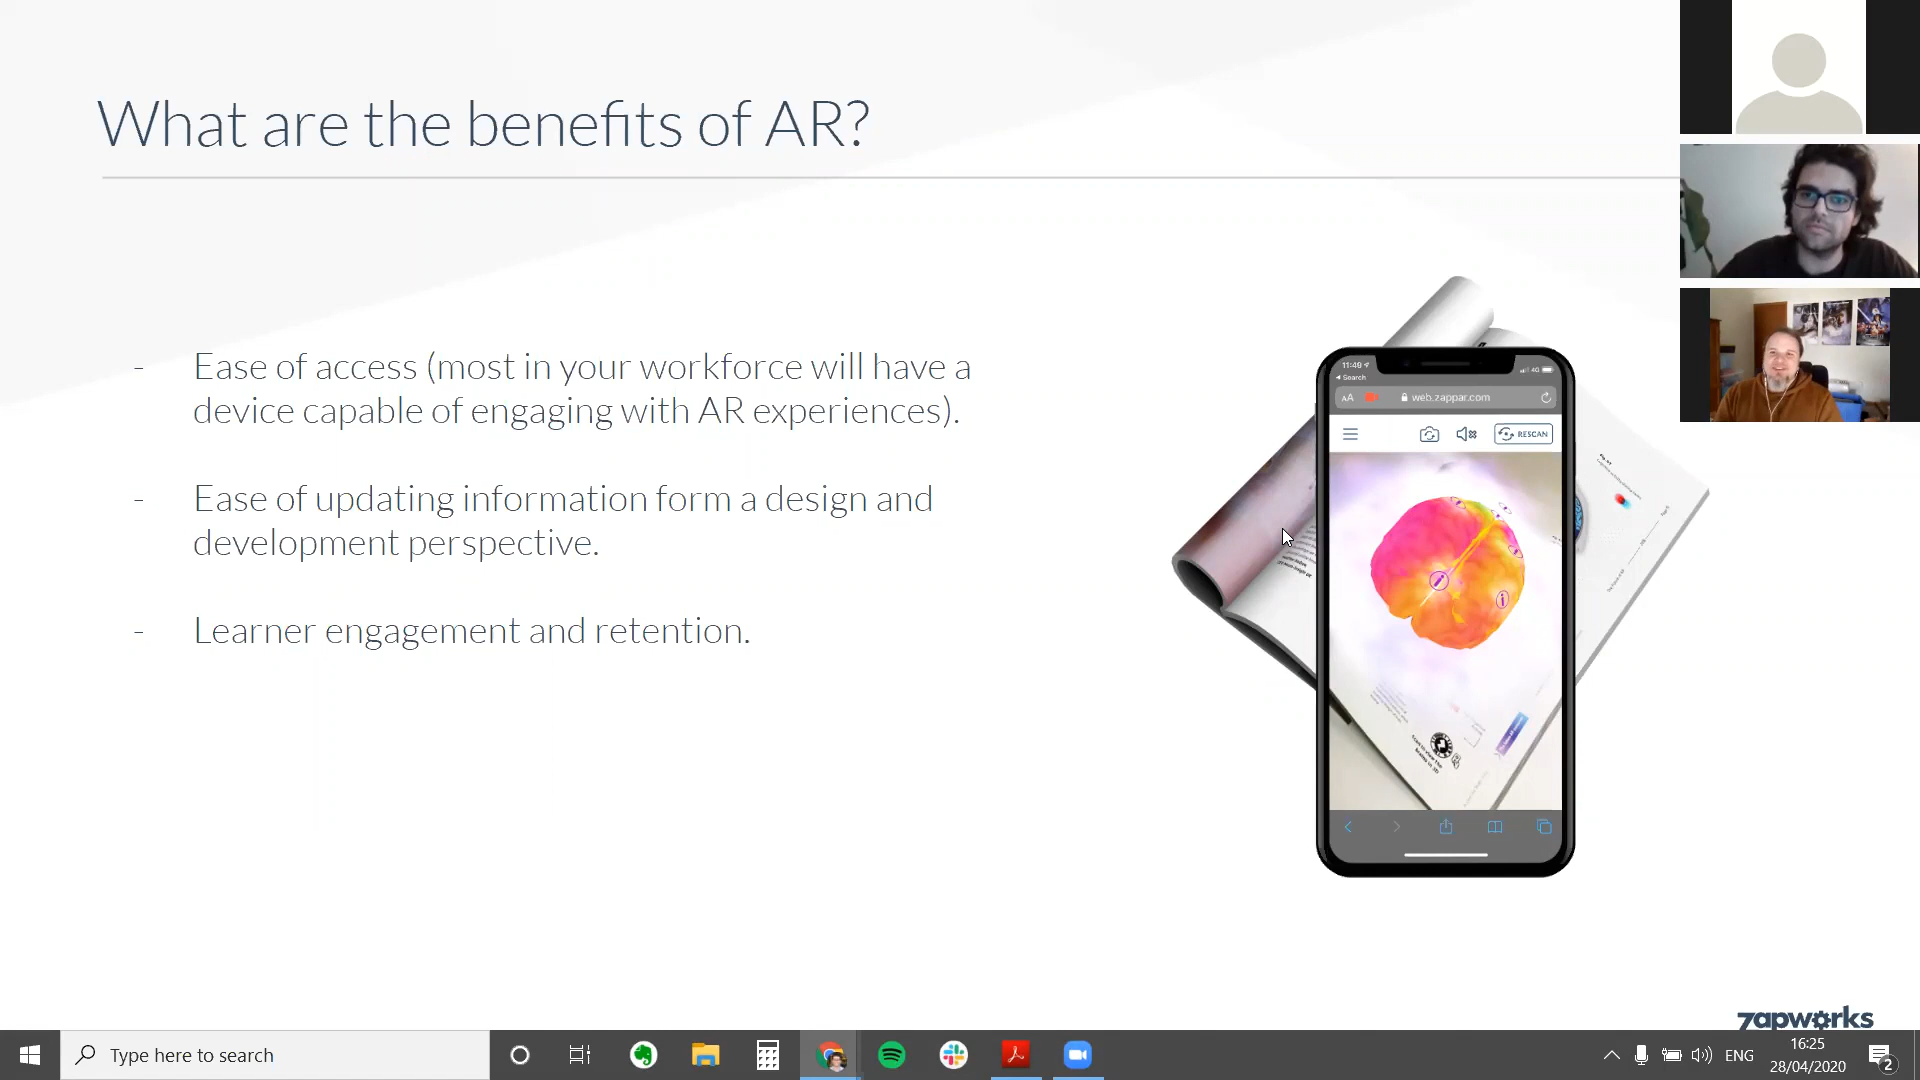 What are the benefits of AR?
- Ease of access (most in your workforce will have a
device capable of engaging with AR experiences).
- Ease of updating information form a design and
development perspective.
- Learner engagement and retention.
11:49
4G
Search
AA web.zappar.com
RESCAN
zapworks
Type here to search
ENG
16:25
28/04/2020
2